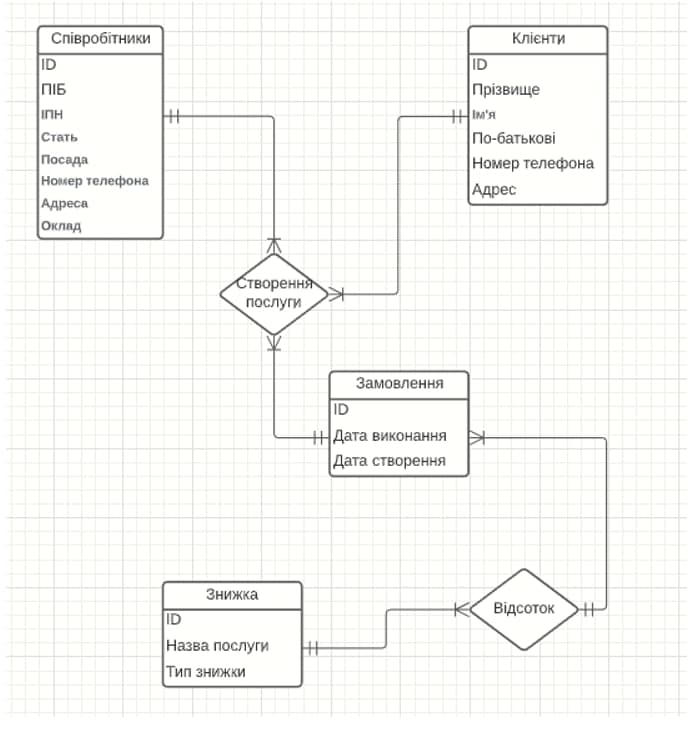 Співробітники
ID
ПІБ
ІПН
Стать
Посада
Номер телефона
Адреса
Оклад
Клієнти
ID
Прізвище
Ім'я
По-батькові
Номер телефона
Адрес
Створення
послуги
Замовлення
ID
Дата виконання
Дата створення
Знижка
ID
Назва послуги
Тип знижки
Відсоток